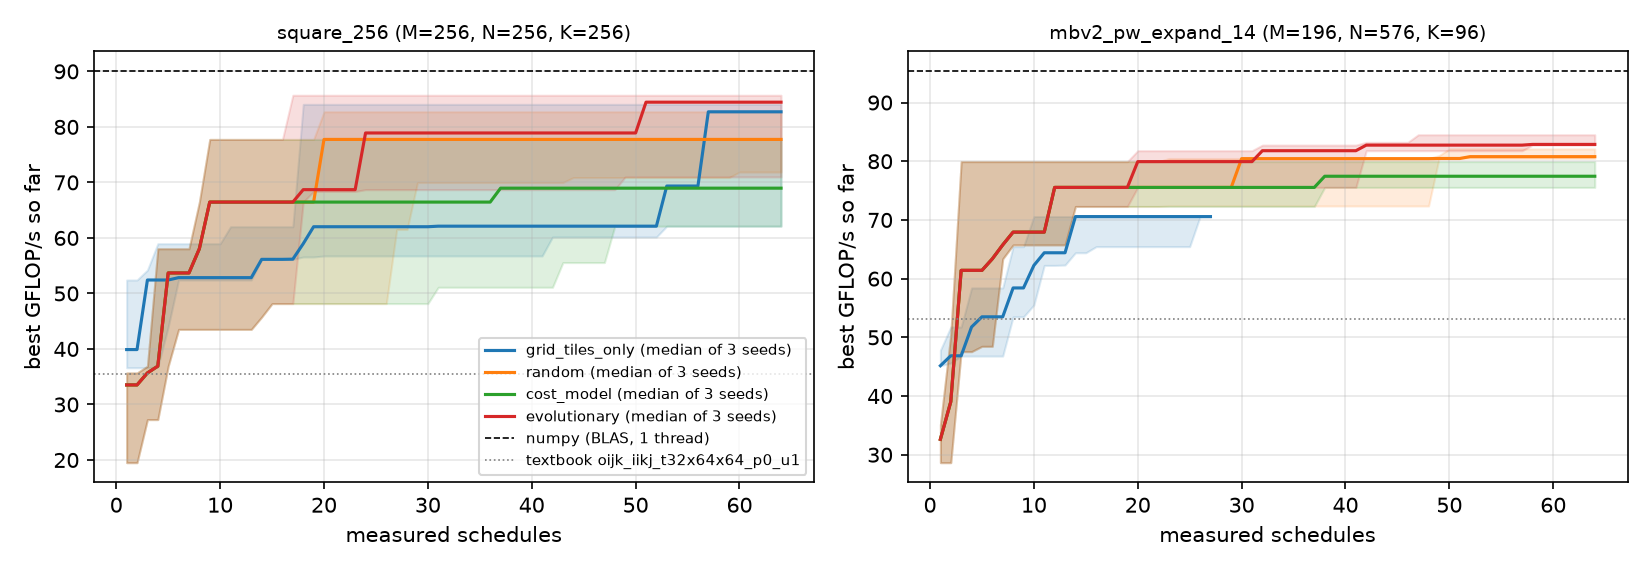 square_256 (M=256, N=256, K=256)
best GFLOP/s so far
90
80
70
60
50
40
30
20
0
10
20
30
40
50
60
measured schedules
grid_tiles_only (median of 3 seeds)
random (median of 3 seeds)
cost_model (median of 3 seeds)
evolutionary (median of 3 seeds)
numpy (BLAS, 1 thread)
textbook oijk_iikj_t32x64x64_p0_u1
mbv2_pw_expand_14 (M=196, N=576, K=96)
best GFLOP/s so far
90
80
70
60
50
40
30
0
10
20
30
40
50
60
measured schedules